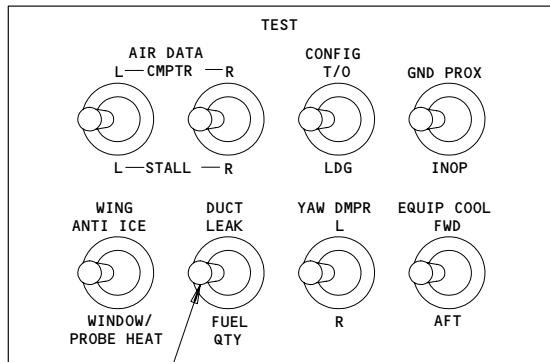 TEST
AIR DATA
L CMPTR R
CONFIG
T/O
GND PROX
L STALL R
LDG
INOP
WING
ANTI ICE
DUCT
LEAK
YAW DMPR
L
EQUIP COOL
FWD
WINDOW/
PROBE HEAT
FUEL
QTY
R
AFT